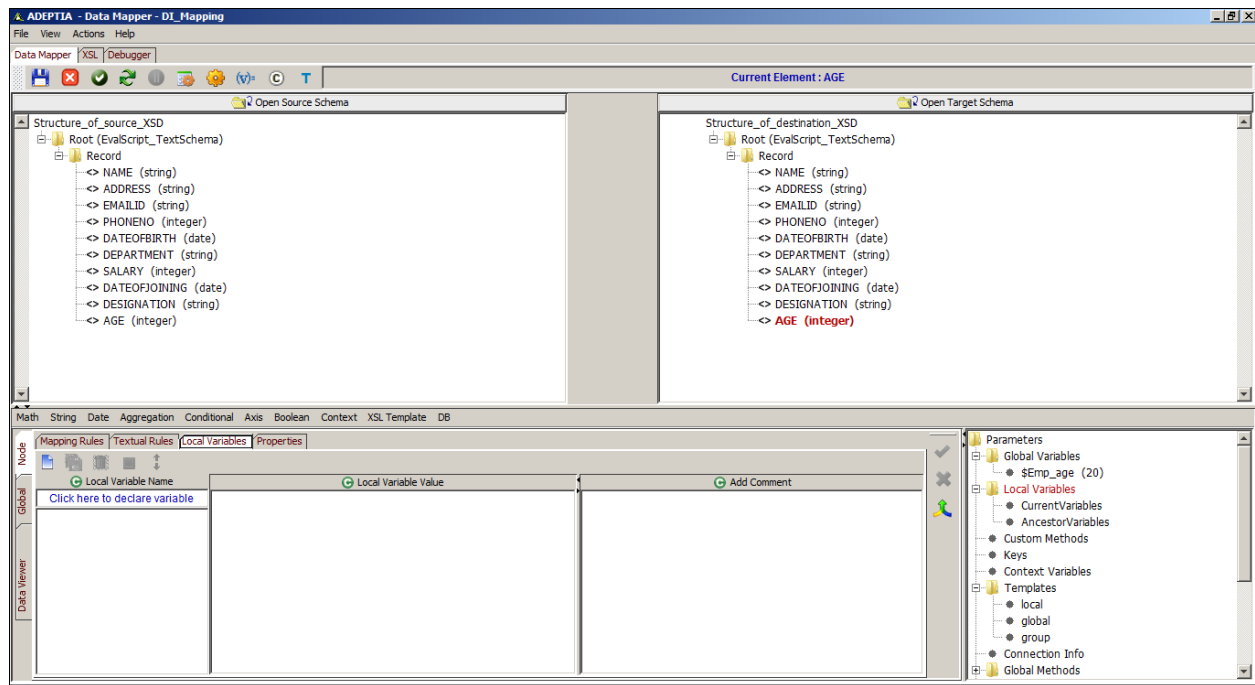 ADEPTIA - Data Mapper - DI_Mapping
File View Actions Help
Data Mapper XSL Debugger
(v)= © T Current Element : AGE
Open Source Schema
Structure_of_source_XSD
Root (EvalScript_TextSchema)
Record
<> NAME (string)
<> ADDRESS (string)
<> EMAILID (string)
<> PHONENO (integer)
<> DATEOFBIRTH (date)
<> DEPARTMENT (string)
<> SALARY (integer)
<> DATEOFJOINING (date)
<> DESIGNATION (string)
<> AGE (integer)
Open Target Schema
Structure_of_destination_XSD
Root (EvalScript_TextSchema)
Record
<> NAME (string)
<> ADDRESS (string)
<> EMAILID (string)
<> PHONENO (integer)
<> DATEOFBIRTH (date)
<> DEPARTMENT (string)
<> SALARY (integer)
<> DATEOFJOINING (date)
<> DESIGNATION (string)
<> AGE (integer)
Math String Date Aggregation Conditional Axis Boolean Context XSL Template DB
Node
Global
Data Viewer
Mapping Rules Textual Rules Local Variables Properties
Local Variable Name Local Variable Value Add Comment
Click here to declare variable
Parameters
Global Variables
$Emp_age (20)
Local Variables
CurrentVariables
AncestorVariables
Custom Methods
Keys
Context Variables
Templates
local
global
group
Connection Info
Global Methods